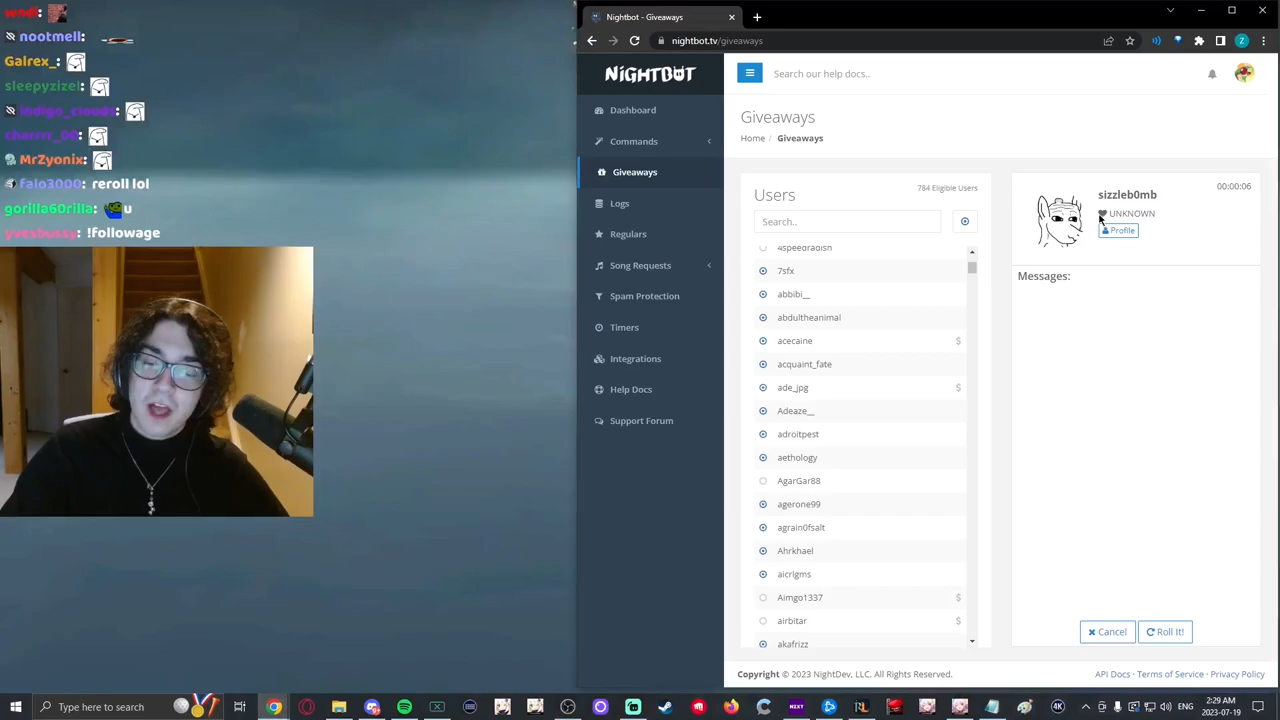 wndi:
nootmell:
Galrex_:
sleepyzizel:
indigo_clouds:
charrrr_00:
MrZyonix:
falo3000: reroll lol
gorilla60rilla: u
yvesbussy: !followage
Nightbot - Giveaways
nightbot.tv/giveaways
Z
NIGHTBOT
Dashboard
Commands
Giveaways
Logs
Regulars
Song Requests
Spam Protection
Timers
Integrations
Help Docs
Support Forum
Search our help docs..
Giveaways
Home / Giveaways
Users
784 Eligible Users
Search..
4speedradish
7sfx
abbibi__
abdultheanimal
acecaine $
acquaint_fate
ade_jpg $
Adeaze__
adroitpest
aethology
AgarGar88
agerone99
agrain0fsalt
Ahrkhael
aicrlgms
Aimgo1337 $
airbitar $
akafrizz
sizzleb0mb
00:00:06
UNKNOWN
Profile
Messages:
Cancel
Roll It!
Copyright © 2023 NightDev, LLC. All Rights Reserved.
API Docs · Terms of Service · Privacy Policy
Type here to search
4K
ENG
2:29 AM
2023-07-19